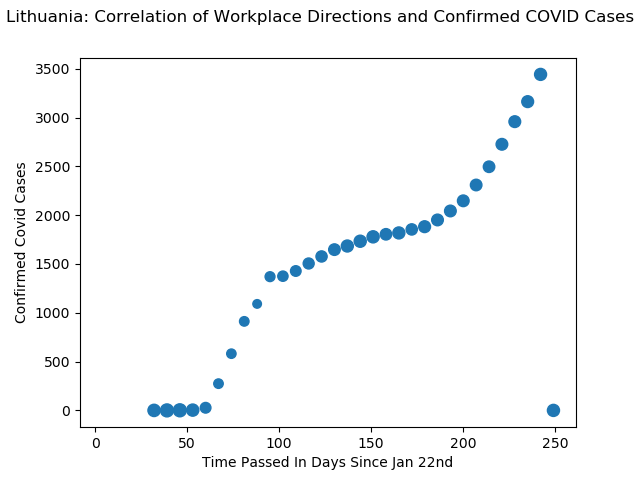 Lithuania: Correlation of Workplace Directions and Confirmed COVID Cases
3500
3000
2500
2000
1500
1000
500
0
Confirmed Covid Cases
0 50 100 150 200 250
Time Passed In Days Since Jan 22nd